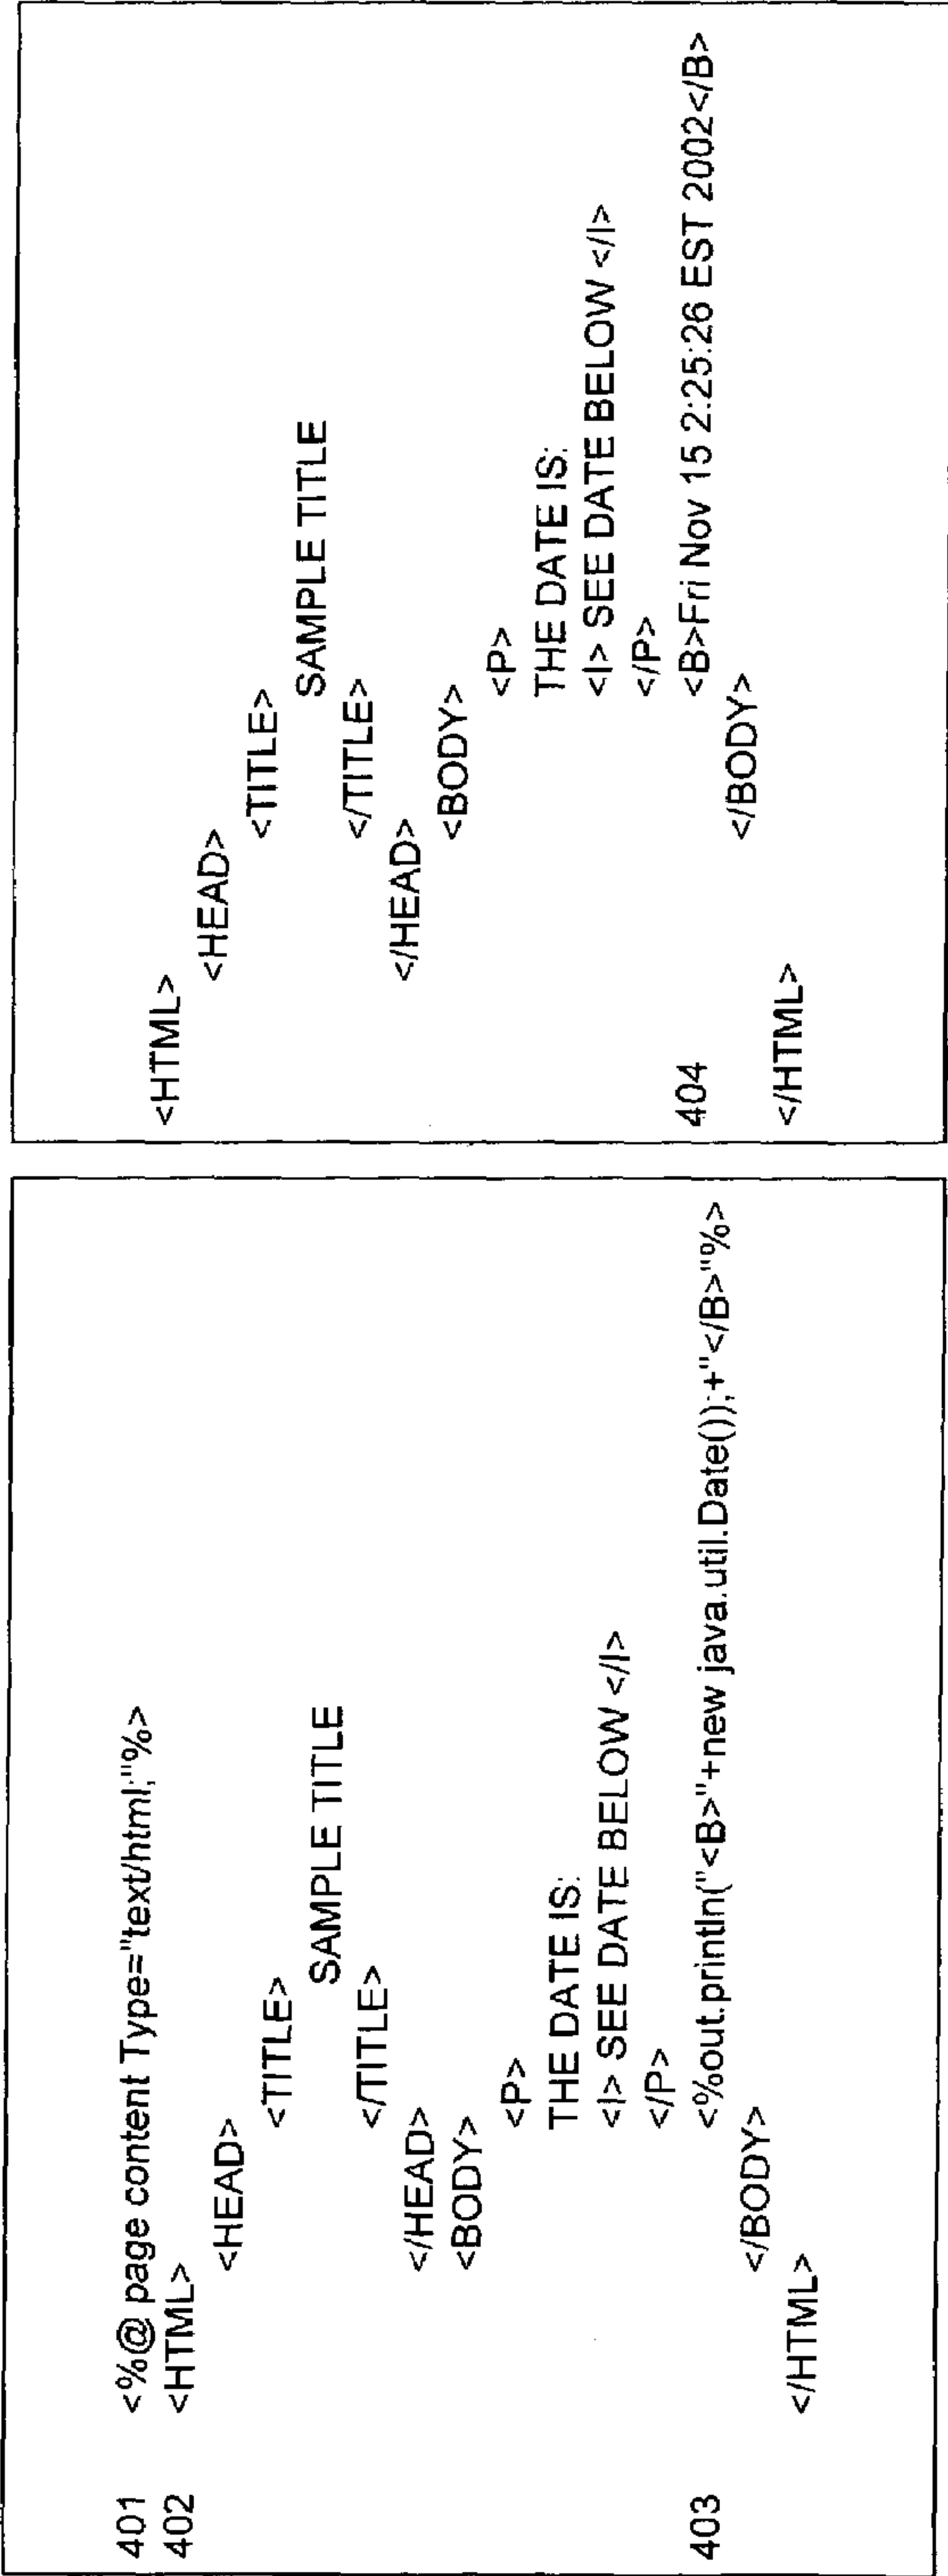 401 <%@ page content Type="text/html;"%>
402 <HTML>
<HEAD>
<TITLE>
SAMPLE TITLE
</TITLE>
</HEAD>
<BODY>
<P>
THE DATE IS:
<I> SEE DATE BELOW </I>
</P>
403 <%out.println("<B>"+new java.util.Date());+"</B>"%>
</BODY>
</HTML>
<HTML>
<HEAD>
<TITLE>
SAMPLE TITLE
</TITLE>
</HEAD>
<BODY>
<P>
THE DATE IS:
<I> SEE DATE BELOW </I>
</P>
404 <B>Fri Nov 15 2:25:26 EST 2002</B>
</BODY>
</HTML>